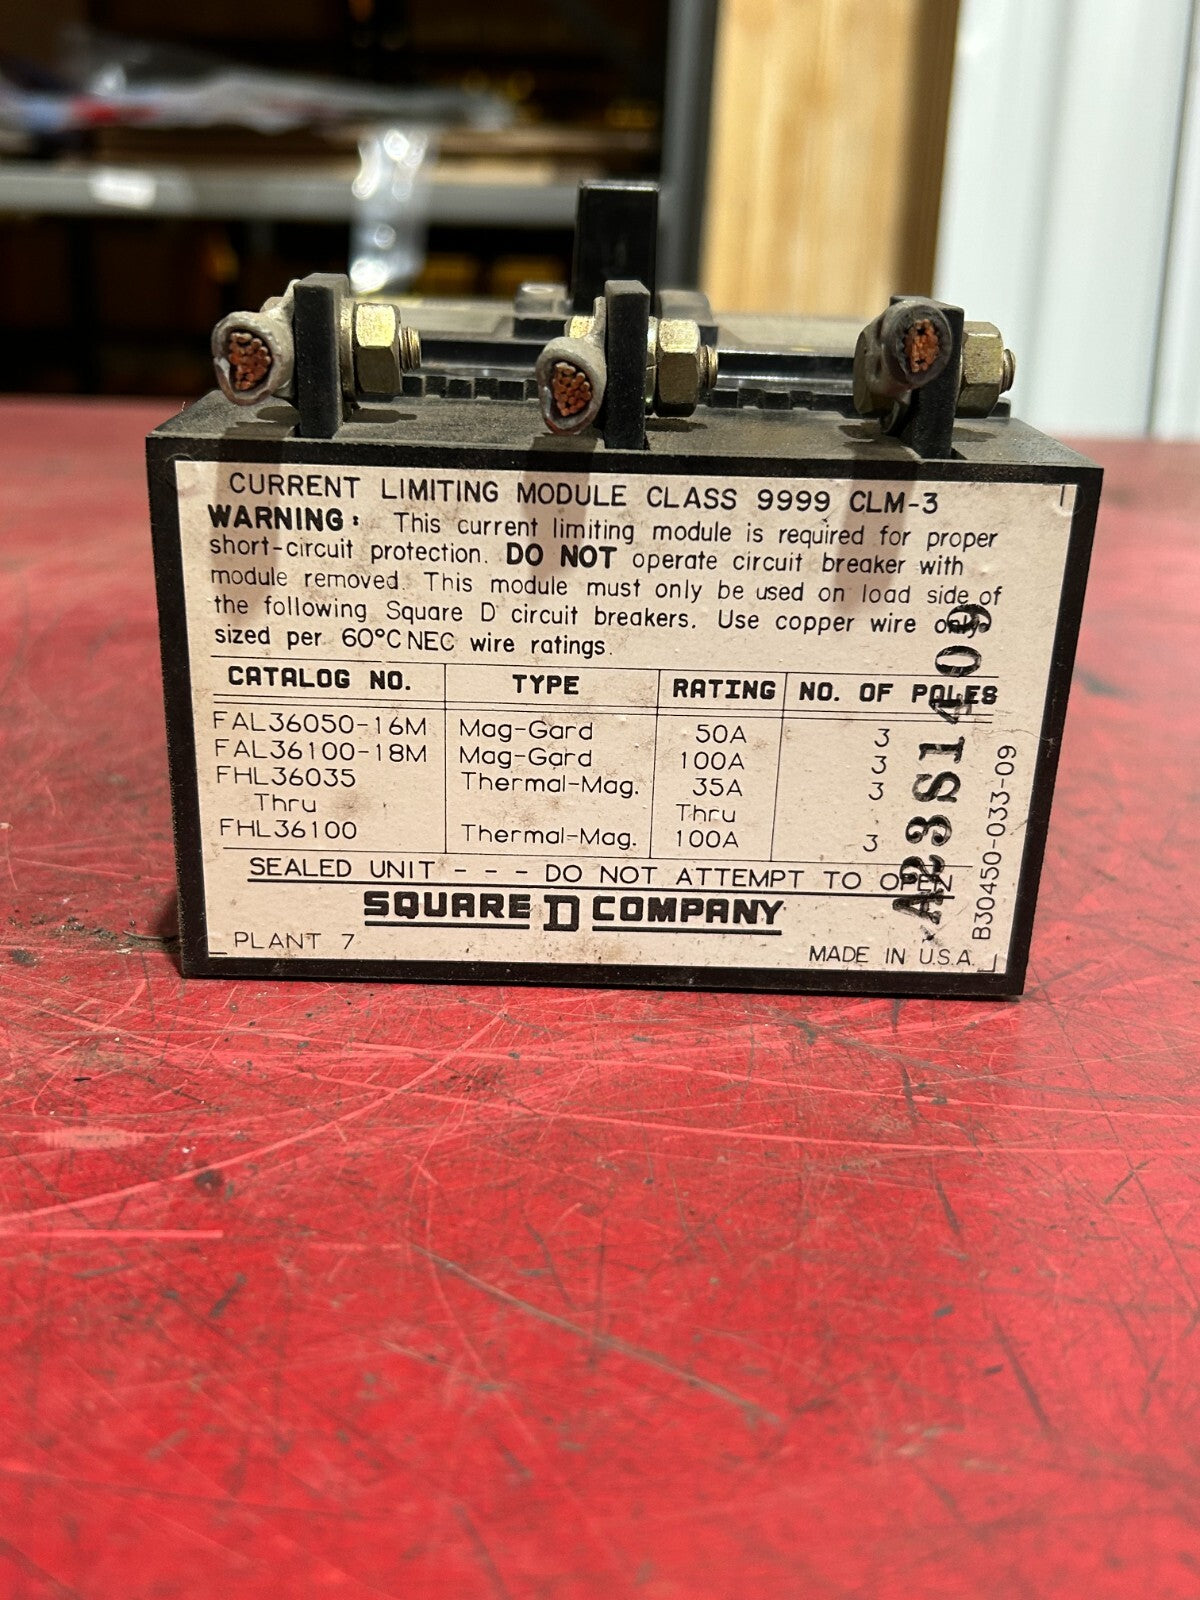 CURRENT LIMITING MODULE CLASS 9999 CLM-3
WARNING: This current limiting module is required for proper
short-circuit protection. DO NOT operate circuit breaker with
module removed. This module must only be used on load side of
the following Square D circuit breakers. Use copper wire only
sized per 60°C NEC wire ratings.
CATALOG NO. TYPE RATING NO. OF POLES
FAL36050-16M Mag-Gard 50A 3
FAL36100-18M Mag-Gard 100A 3
FHL36035 Thermal-Mag. 35A 3
Thru Thru
FHL36100 Thermal-Mag. 100A 3
SEALED UNIT --- DO NOT ATTEMPT TO OPEN
SQUARE D COMPANY
PLANT 7 MADE IN U.S.A.
B30450-033-09